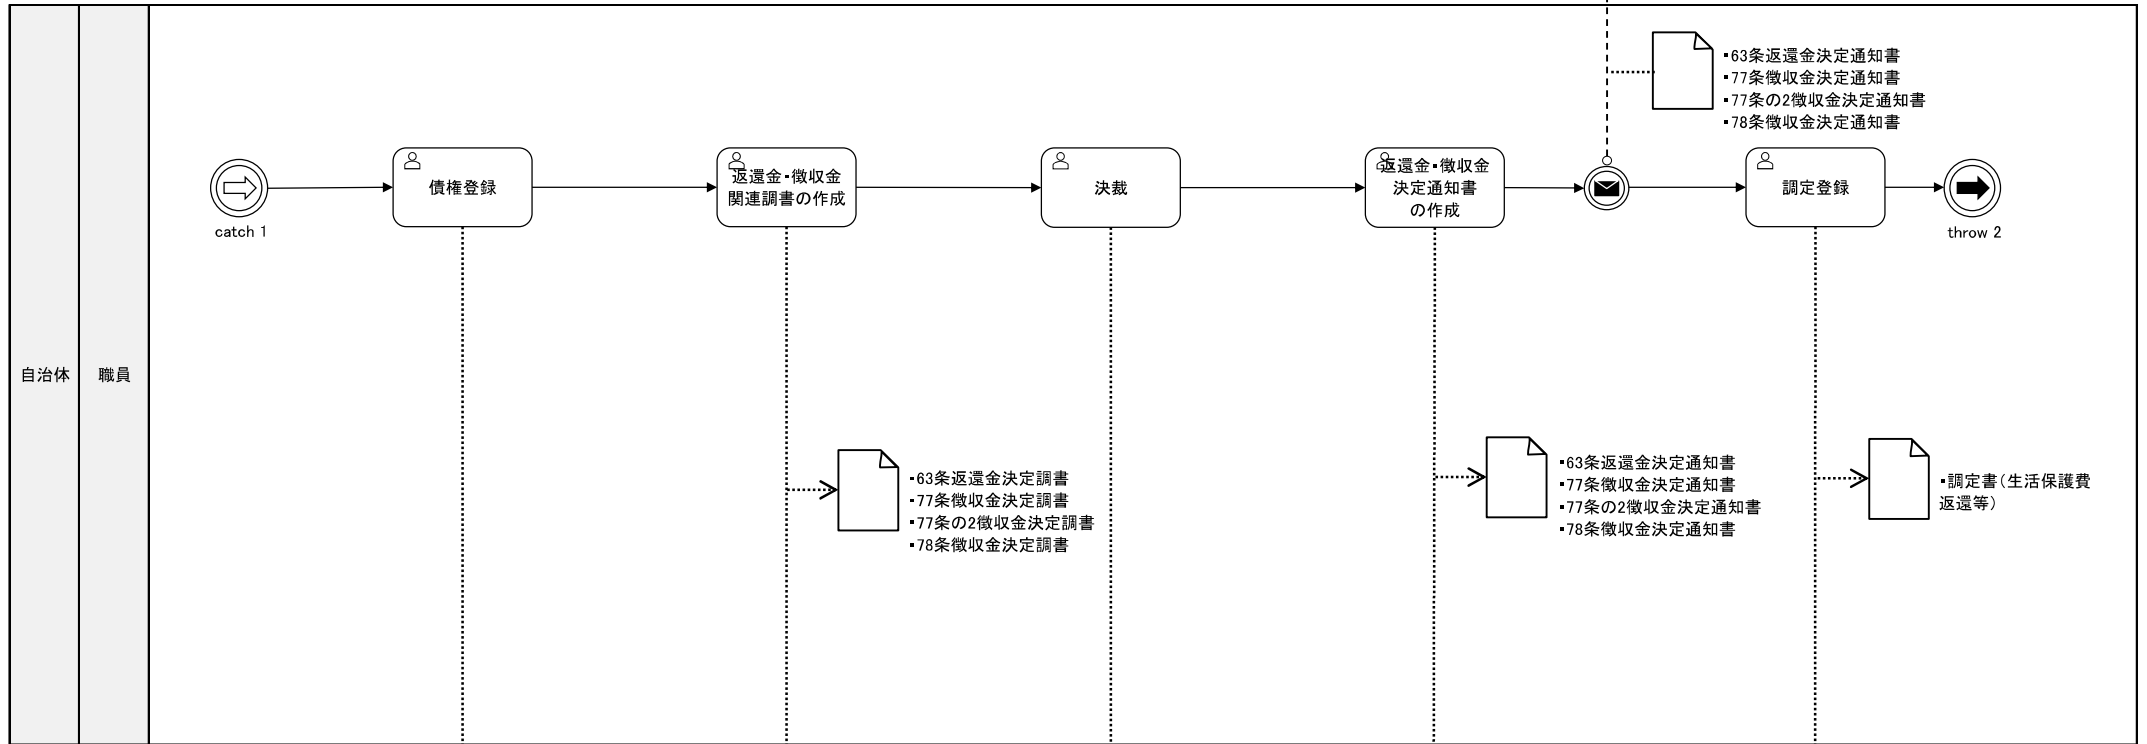 自治体
職員
catch 1
債権登録
返還金・徴収金
関連調書の作成
決裁
返還金・徴収金
決定通知書
の作成
調定登録
throw 2
・63条返還金決定通知書
・77条徴収金決定通知書
・77条の2徴収金決定通知書
・78条徴収金決定通知書
・63条返還金決定調書
・77条徴収金決定調書
・77条の2徴収金決定調書
・78条徴収金決定調書
・63条返還金決定通知書
・77条徴収金決定通知書
・77条の2徴収金決定通知書
・78条徴収金決定通知書
・調定書(生活保護費
返還等)